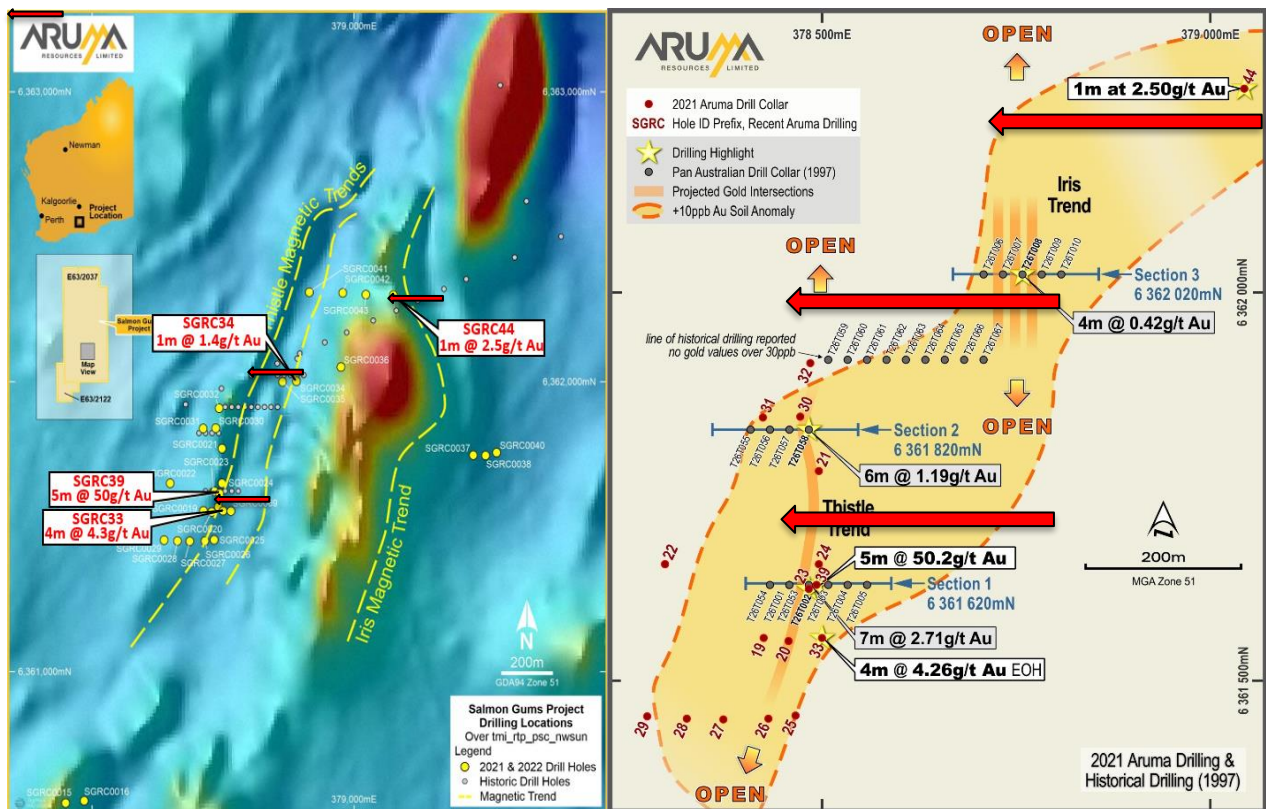 ARUMA
RESOURCES LIMITED
379,000mE
6,363,000mN
6,363,000mN
Newman
Kalgoorlie
Perth
Project
Location
E63/2037
Salmon Gums
Project
Map
View
E63/2122
Thistle Magnetic Trends
SGRC0041
SGRC0042
SGRC0043
SGRC34
1m @ 1.4g/t Au
SGRC44
1m @ 2.5g/t Au
SGRC0036
6,362,000mN
SGRC0034
SGRC0035
SGRC0032
SGRC0031
SGRC0030
SGRC0021
SGRC0037
SGRC0040
SGRC0038
SGRC0023
SGRC0022
SGRC0024
SGRC39
5m @ 50g/t Au
SGRC33
4m @ 4.3g/t Au
SGRC0019
SGRC0020
SGRC0029
SGRC0025
SGRC0028
SGRC0026
SGRC0027
Iris Magnetic Trend
N
200m
GDA94 Zone 51
6,361,000mN
Salmon Gums Project
Drilling Locations
Over tmi_rtp_psc_nwsun
Legend
2021 & 2022 Drill Holes
Historic Drill Holes
Magnetic Trend
SGRC0015
SGRC0016
379,000mE
ARUMA
RESOURCES LIMITED
378 500mE
379 000mE
OPEN
44
1m at 2.50g/t Au
2021 Aruma Drill Collar
SGRC Hole ID Prefix, Recent Aruma Drilling
Drilling Highlight
Pan Australian Drill Collar (1997)
Projected Gold Intersections
+10ppb Au Soil Anomaly
Iris
Trend
OPEN
T26T006
T26T007
T26T008
T26T009
T26T010
Section 3
6 362 020mN
6 362 000mN
4m @ 0.42g/t Au
line of historical drilling reported
no gold values over 30ppb
T26T059
T26T060
T26T061
T26T062
T26T063
T26T064
T26T065
T26T066
T26T067
32
31
30
OPEN
T26T055
T26T056
T26T057
T26T058
Section 2
6 361 820mN
6m @ 1.19g/t Au
21
Thistle
Trend
22
24
5m @ 50.2g/t Au
23
39
T26T054
T26T001
T26T053
T26T002
T26T003
T26T004
T26T005
Section 1
6 361 620mN
200m
MGA Zone 51
7m @ 2.71g/t Au
19
20
33
4m @ 4.26g/t Au EOH
6 361 500mN
29
28
27
26
25
OPEN
2021 Aruma Drilling &
Historical Drilling (1997)